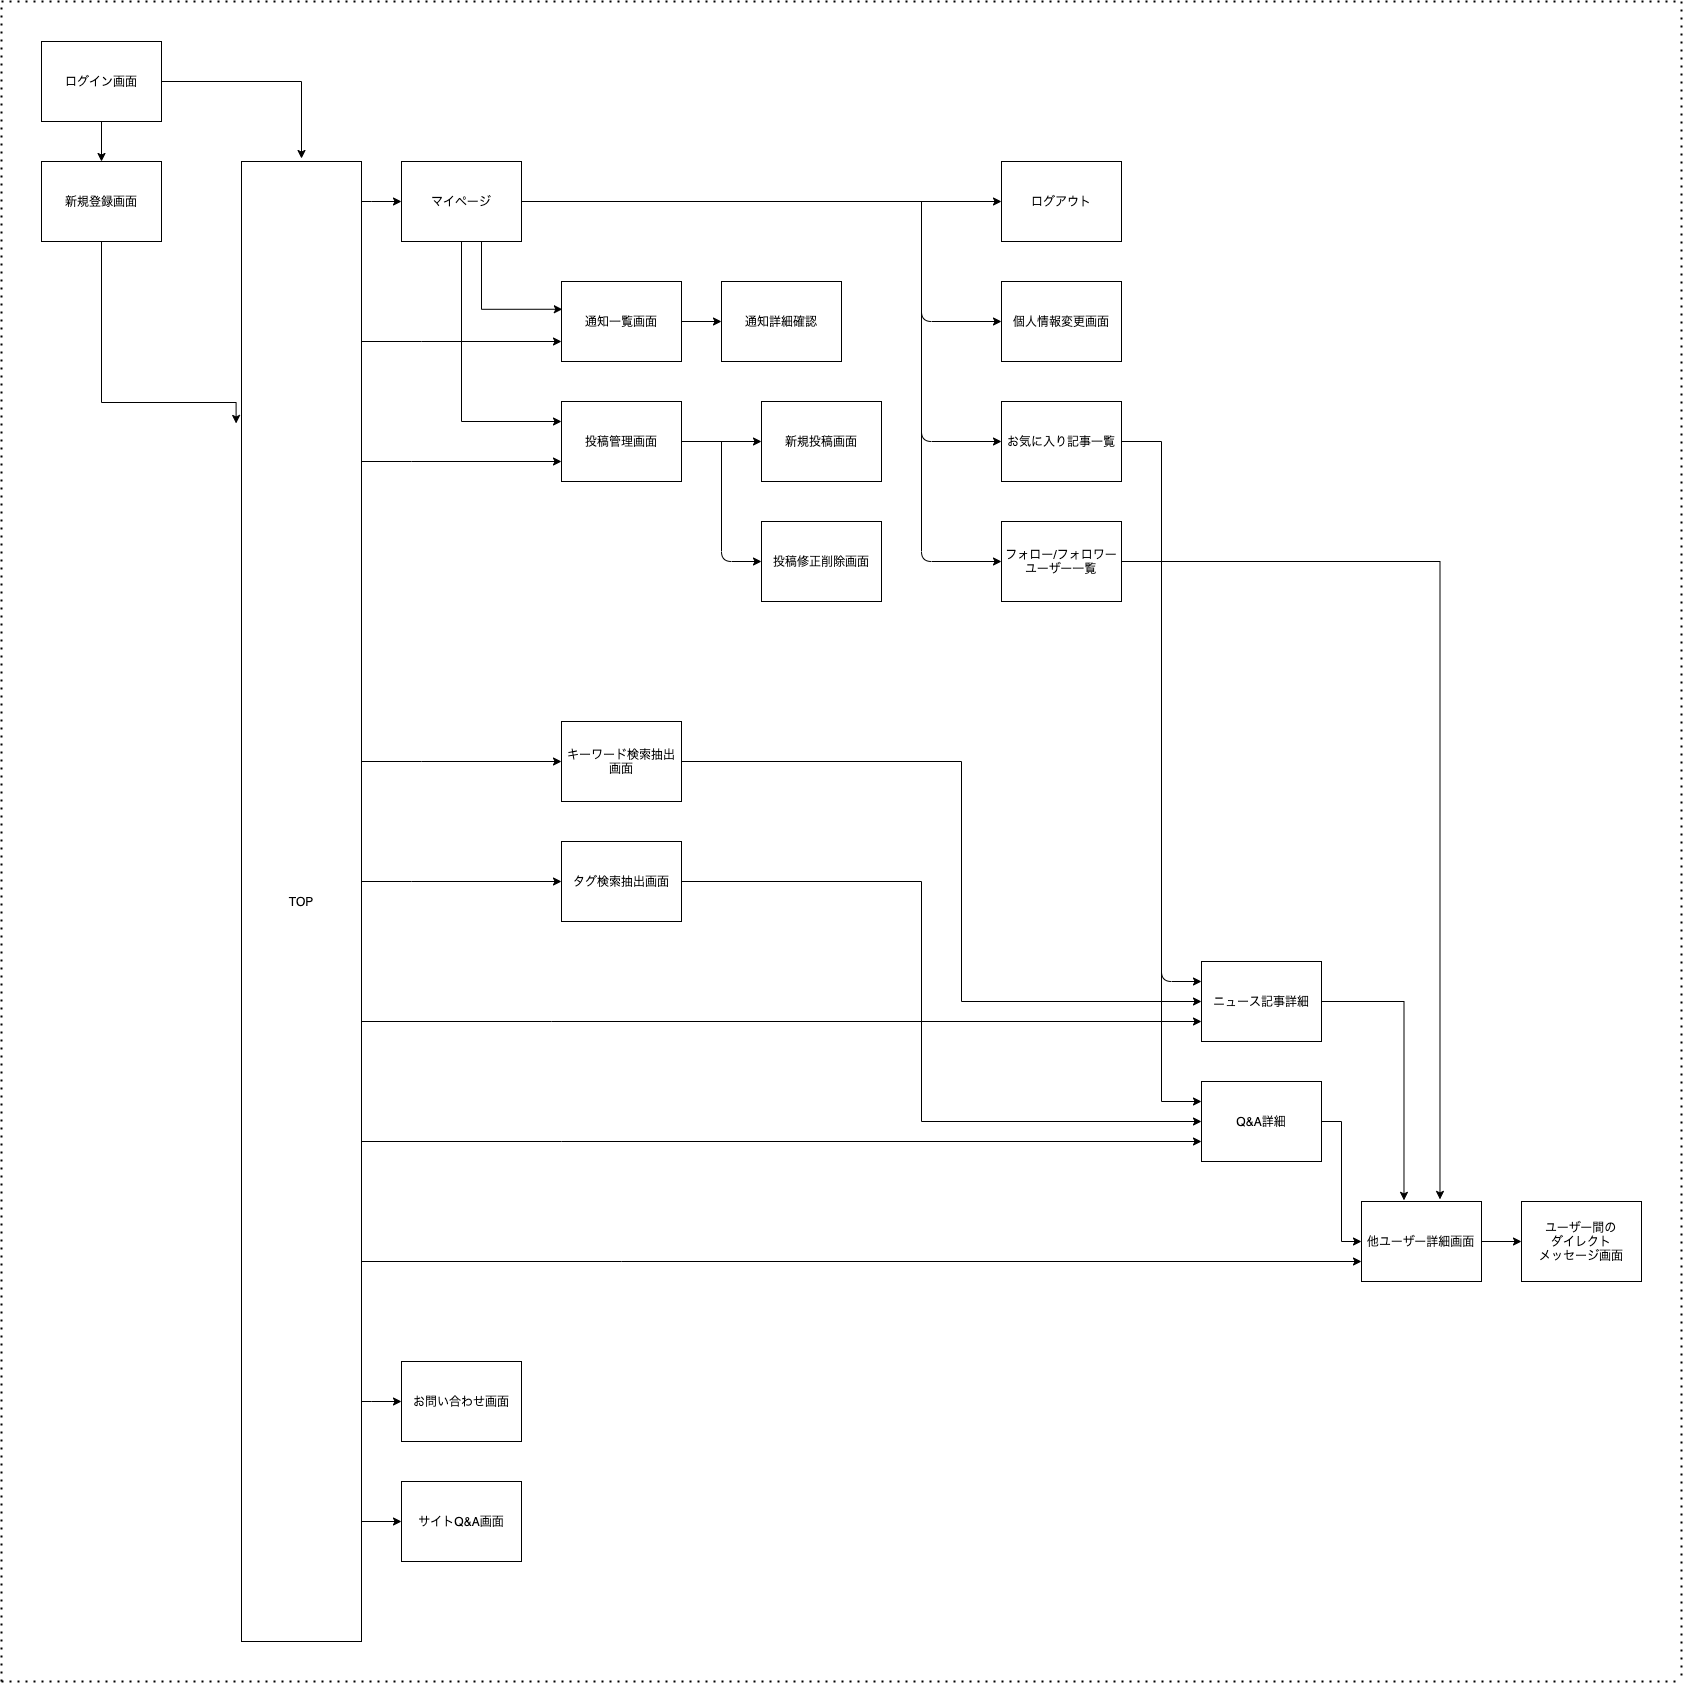 ログイン画面
新規登録画面
マイページ
ログアウト
通知一覧画面
通知詳細確認
個人情報変更画面
投稿管理画面
新規投稿画面
お気に入り記事一覧
投稿修正削除画面
フォロー/フォロワー
ユーザー一覧
キーワード検索抽出
画面
タグ検索抽出画面
TOP
ニュース記事詳細
Q&A詳細
他ユーザー詳細画面
ユーザー間の
ダイレクト
メッセージ画面
お問い合わせ画面
サイトQ&A画面